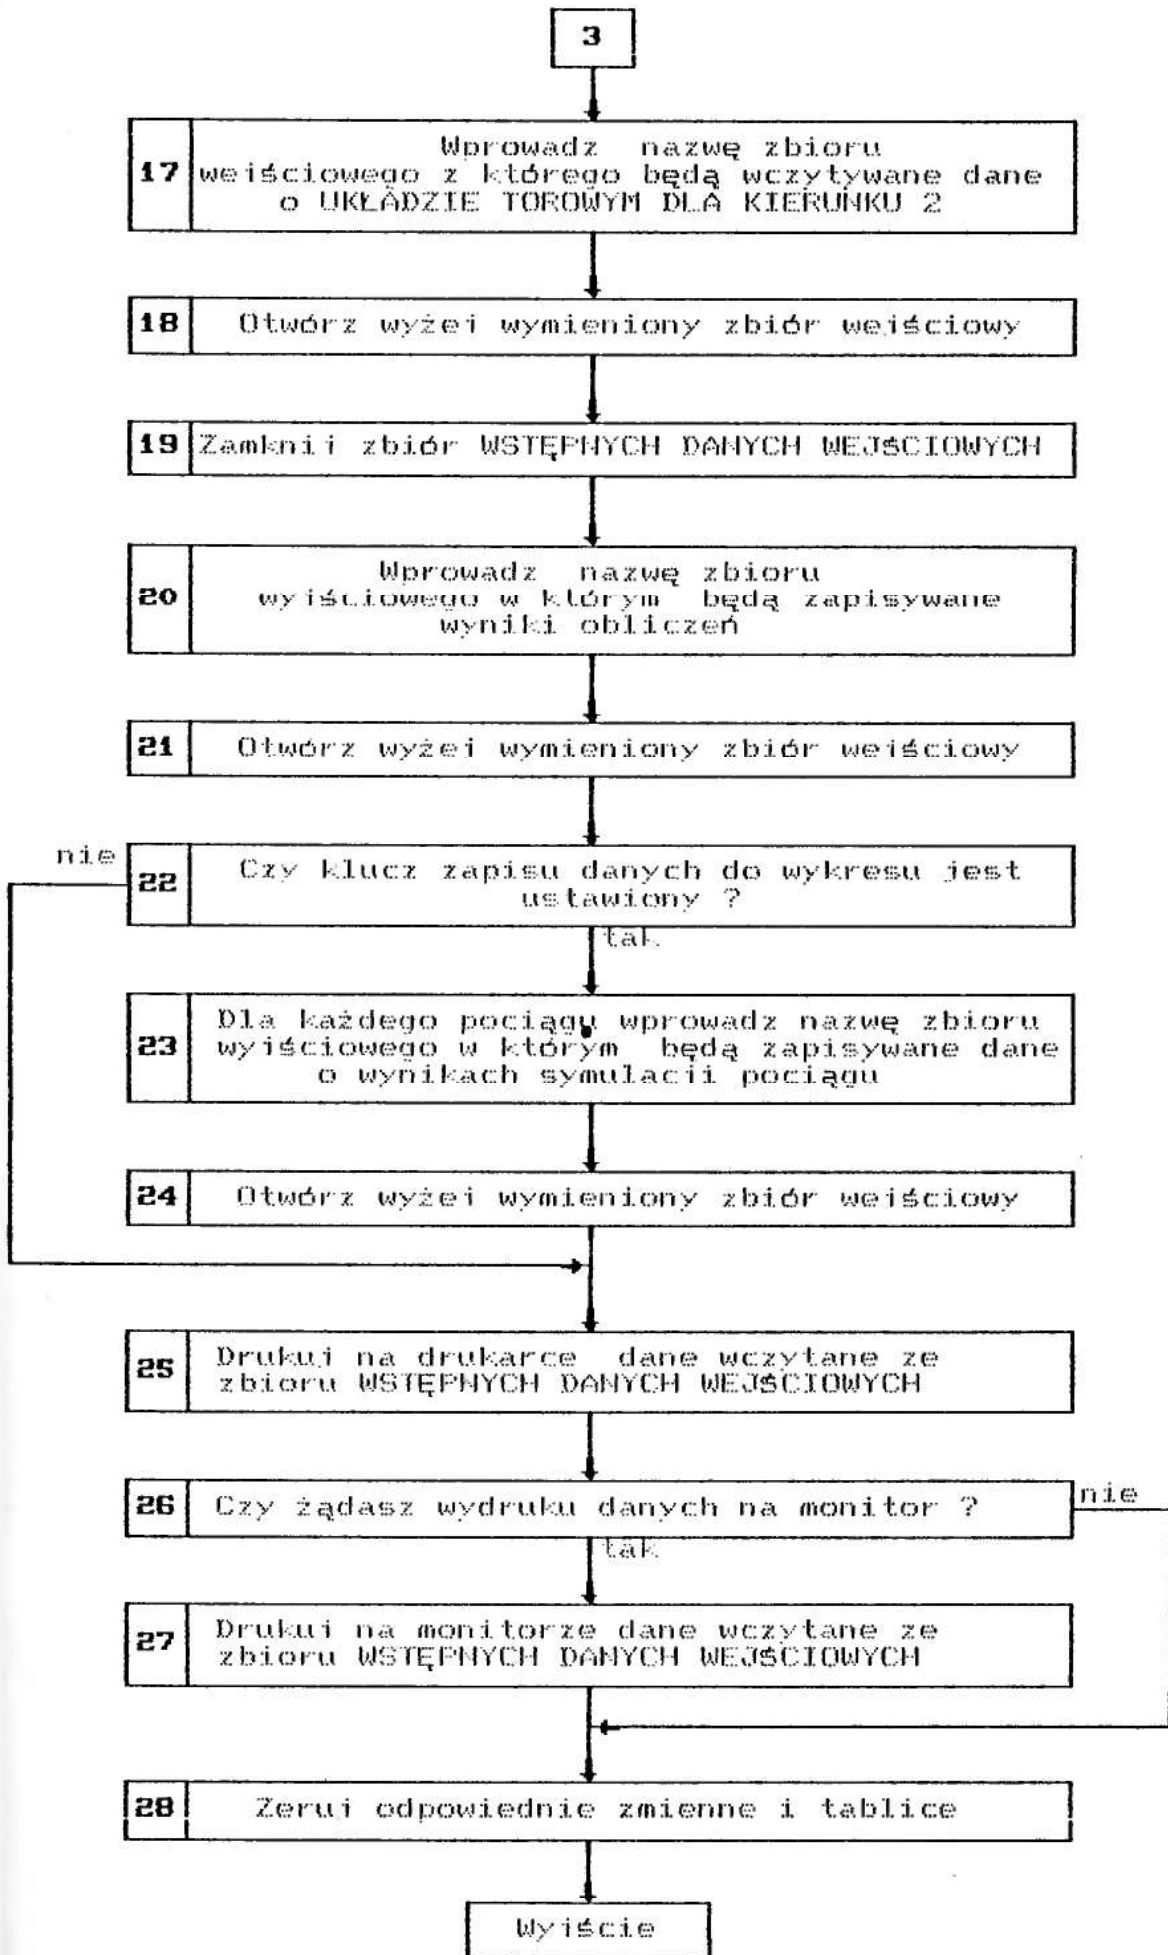 3
17
Wprowadz nazwę zbioru
weiściowego z którego będą wczytywane dane
o UKŁADZIE TOROWYM DLA KIERUNKU 2
18
Otwórz wyżei wymieniony zbiór weiściowy
19
Zamknii zbiór WSTĘPNYCH DANYCH WEJŚCIOWYCH
20
Wprowadz nazwę zbioru
wyiściowego w którym będą zapisywane
wyniki obliczeń
21
Otwórz wyżei wymieniony zbiór weiściowy
nie
22
Czy klucz zapisu danych do wykresu jest
ustawiony ?
tak
23
Dla każdego pociągu wprowadz nazwę zbioru
wyiściowego w którym będą zapisywane dane
o wynikach symulacii pociągu
24
Otwórz wyżei wymieniony zbiór weiściowy
25
Drukuj na drukarce dane wczytane ze
zbioru WSTĘPNYCH DANYCH WEJŚCIOWYCH
26
Czy żądasz wydruku danych na monitor ?
nie
tak
27
Drukui na monitorze dane wczytane ze
zbioru WSTĘPNYCH DANYCH WEJŚCIOWYCH
28
Zerui odpowiednie zmienne i tablice
Wyiście